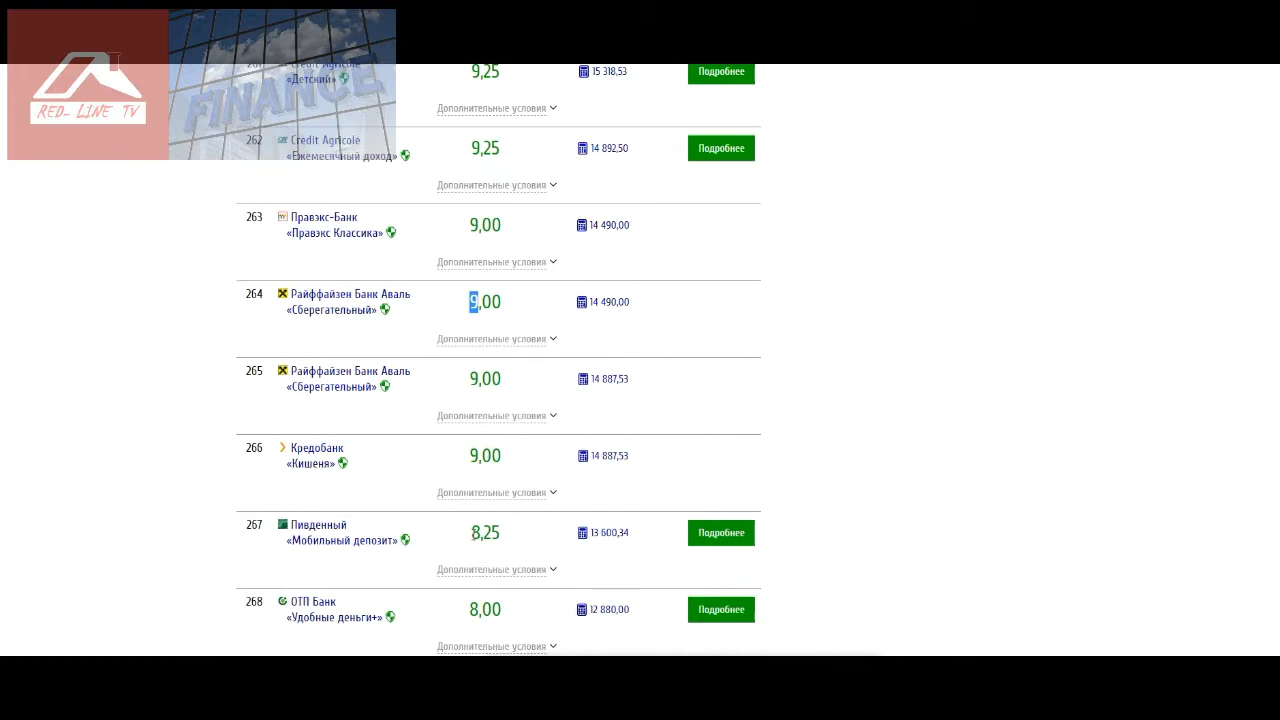 RED_LINE TV
FINANCE
261 Credit Agricole 9,25 15 318,53 Подробнее
«Детский»
Дополнительные условия
262 Credit Agricole 9,25 14 892,50 Подробнее
«Ежемесячный доход»
Дополнительные условия
263 Правэкс-Банк 9,00 14 490,00
«Правэкс Классика»
Дополнительные условия
264 Райффайзен Банк Аваль 9,00 14 490,00
«Сберегательный»
Дополнительные условия
265 Райффайзен Банк Аваль 9,00 14 887,53
«Сберегательный»
Дополнительные условия
266 Кредобанк 9,00 14 887,53
«Кишеня»
Дополнительные условия
267 Пивденный 8,25 13 600,34 Подробнее
«Мобильный депозит»
Дополнительные условия
268 ОТП Банк 8,00 12 880,00 Подробнее
«Удобные деньги+»
Дополнительные условия